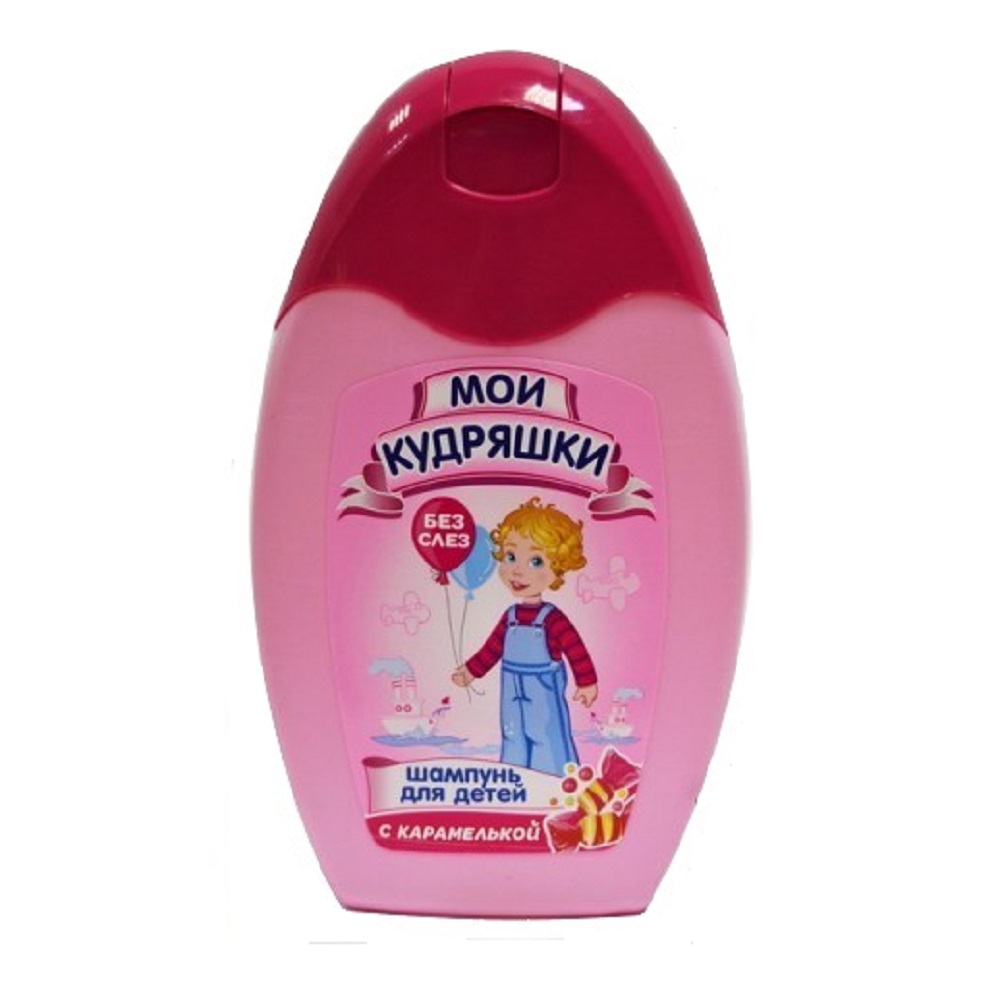 МОИ
КУДРЯШКИ
БЕЗ
СЛЕЗ
шампунь
для детей
С КАРАМЕЛЬКОЙ